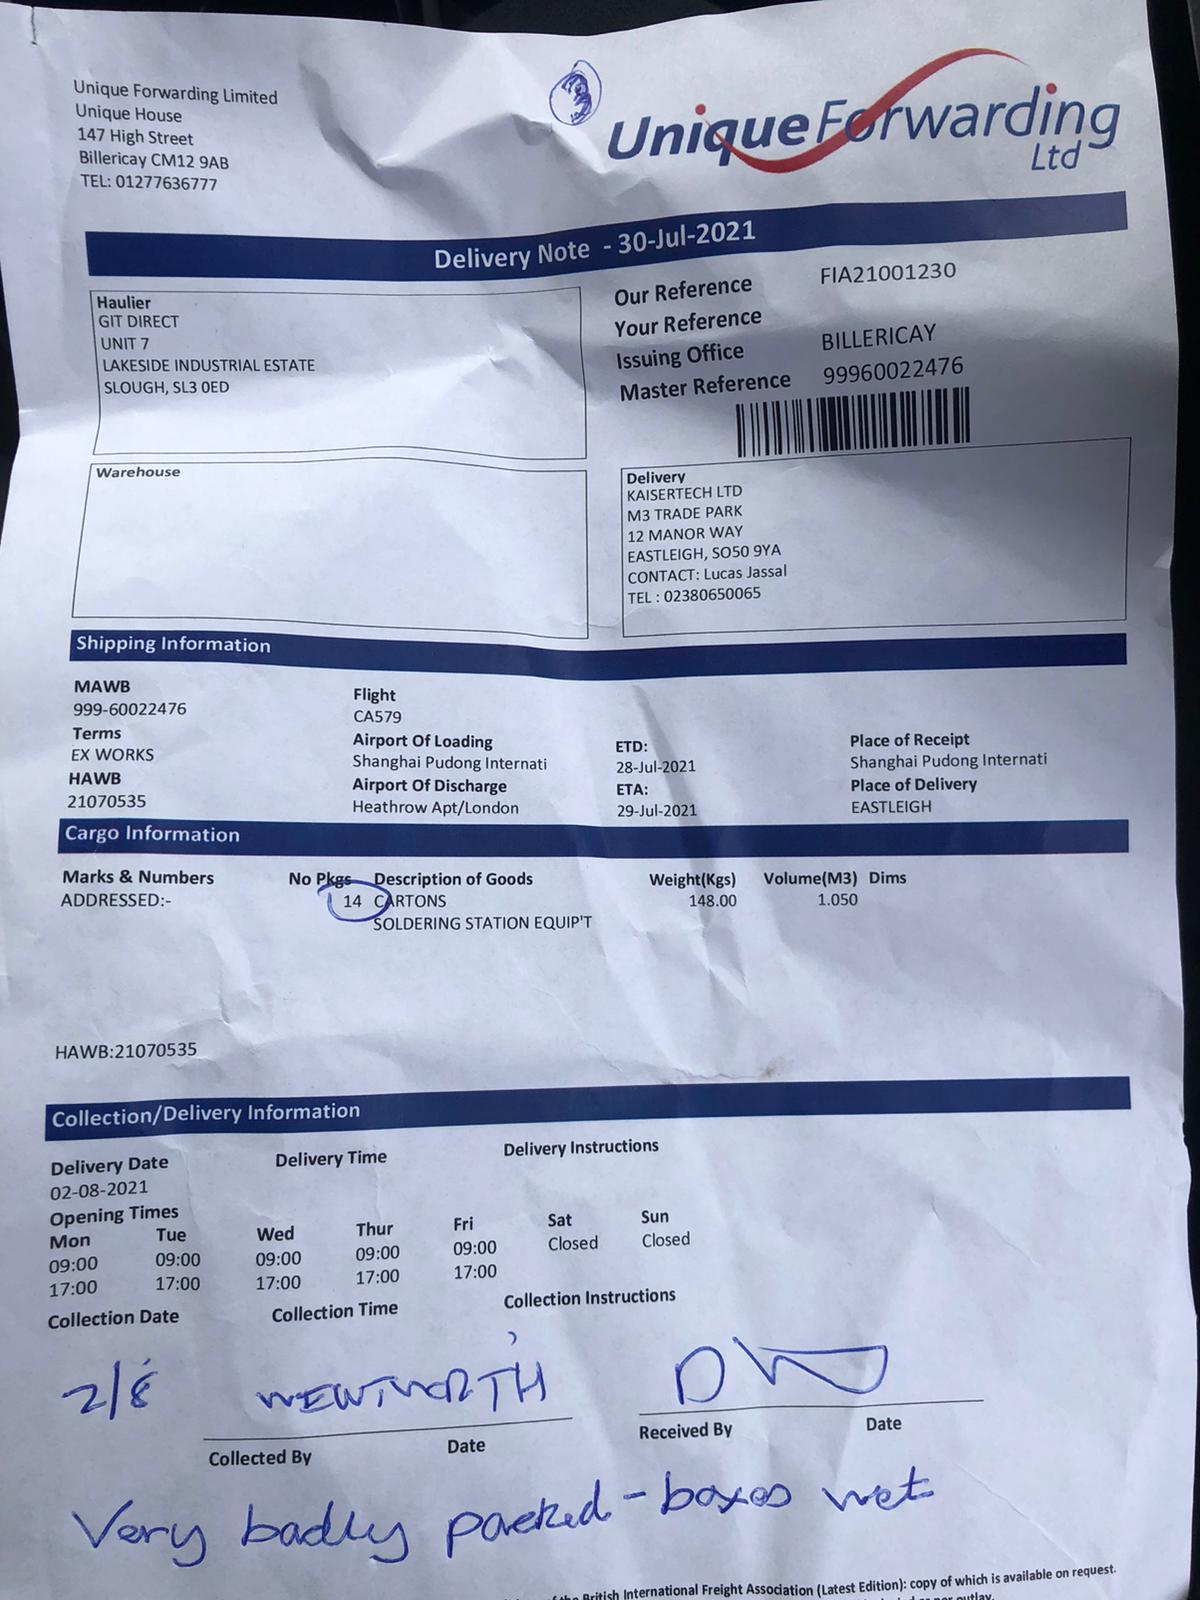 Unique Forwarding Limited
Unique House
147 High Street
Billericay CM12 9AB
TEL: 01277636777
UniqueForwarding
Ltd
Delivery Note - 30-Jul-2021
Haulier
GIT DIRECT
UNIT 7
LAKESIDE INDUSTRIAL ESTATE
SLOUGH, SL3 0ED
Our Reference FIA21001230
Your Reference
Issuing Office BILLERICAY
Master Reference 99960022476
Warehouse
Delivery
KAISERTECH LTD
M3 TRADE PARK
12 MANOR WAY
EASTLEIGH, SO50 9YA
CONTACT: Lucas Jassal
TEL : 02380650065
Shipping Information
MAWB Flight
999-60022476 CA579
Terms Airport Of Loading ETD: Place of Receipt
EX WORKS Shanghai Pudong Internati 28-Jul-2021 Shanghai Pudong Internati
HAWB Airport Of Discharge ETA: Place of Delivery
21070535 Heathrow Apt/London 29-Jul-2021 EASTLEIGH
Cargo Information
Marks & Numbers No Pkgs Description of Goods Weight(Kgs) Volume(M3) Dims
ADDRESSED:- 14 CARTONS 148.00 1.050
SOLDERING STATION EQUIP'T
HAWB:21070535
Collection/Delivery Information
Delivery Date Delivery Time Delivery Instructions
02-08-2021
Opening Times
Mon Tue Wed Thur Fri Sat Sun
09:00 09:00 09:00 09:00 09:00 Closed Closed
17:00 17:00 17:00 17:00 17:00
Collection Date Collection Time Collection Instructions
2/8 WENTWORTH
Collected By Date Received By Date
Very badly packed - boxes wet
British International Freight Association (Latest Edition): copy of which is available on request.